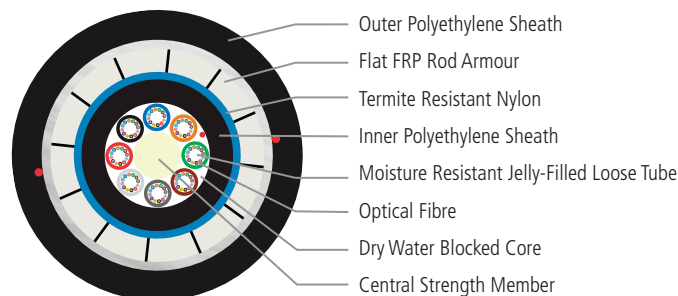 Outer Polyethylene Sheath
Flat FRP Rod Armour
Termite Resistant Nylon
Inner Polyethylene Sheath
Moisture Resistant Jelly-Filled Loose Tube
Optical Fibre
Dry Water Blocked Core
Central Strength Member